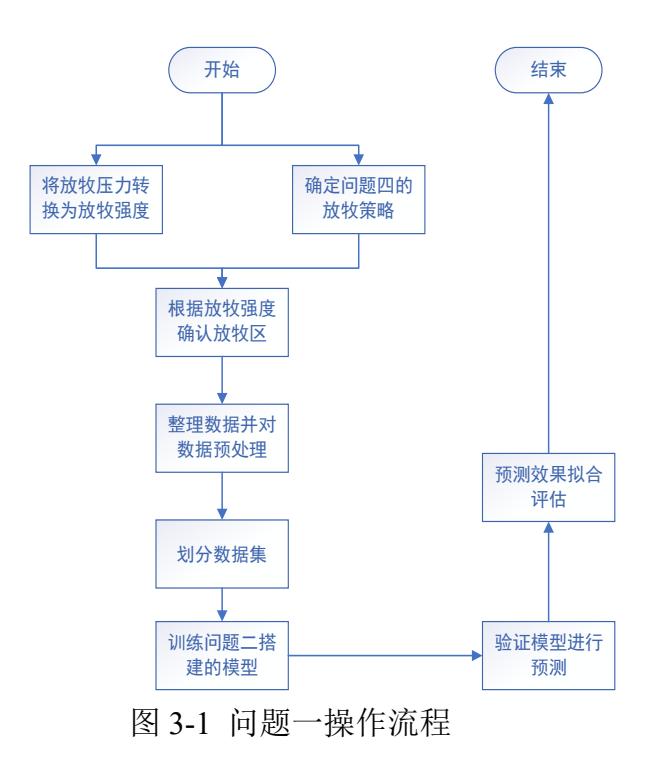 开始
结束
将放牧压力转
换为放牧强度
确定问题四的
放牧策略
根据放牧强度
确认放牧区
整理数据并对
数据预处理
划分数据集
训练问题二搭
建的模型
验证模型进行
预测
预测效果拟合
评估
图 3-1 问题一操作流程